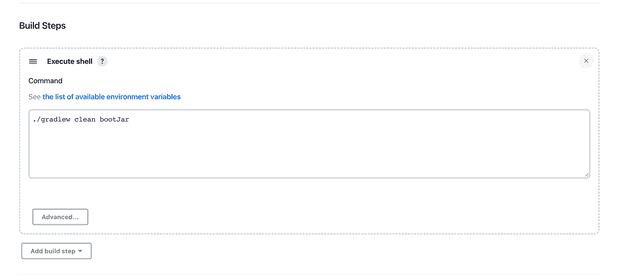 Build Steps
Execute shell ?
Command
See the list of available environment variables
./gradlew clean bootJar
Advanced...
Add build step